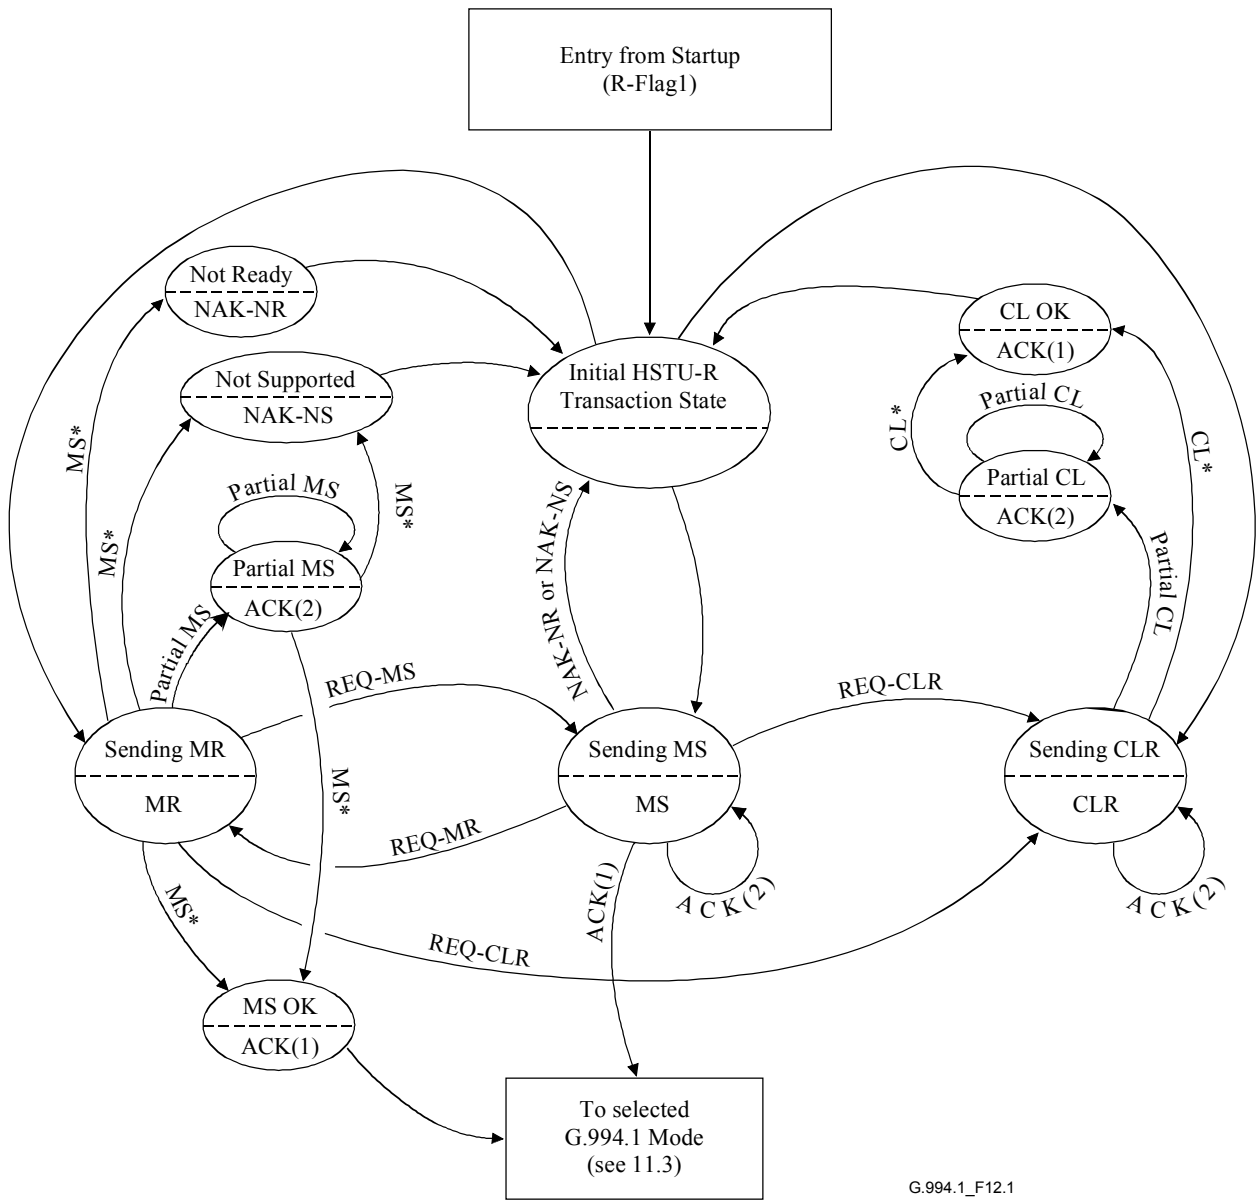 Entry from Startup
(R-Flag1)
Not Ready
NAK-NR
CL OK
ACK(1)
Initial HSTU-R
Transaction State
Not Supported
NAK-NS
Partial CL
CL*
CL*
MS*
Partial CL
ACK(2)
Partial MS
MS*
MS*
NAK-NR or NAK-NS
Partial CL
Partial MS
ACK(2)
Partial MS
REQ-MS
REQ-CLR
Sending MR
MR
Sending MS
MS
Sending CLR
CLR
MS*
REQ-MR
MS*
ACK(1)
ACK(2)
ACK(2)
REQ-CLR
MS OK
ACK(1)
To selected
G.994.1 Mode
(see 11.3)
G.994.1_F12.1